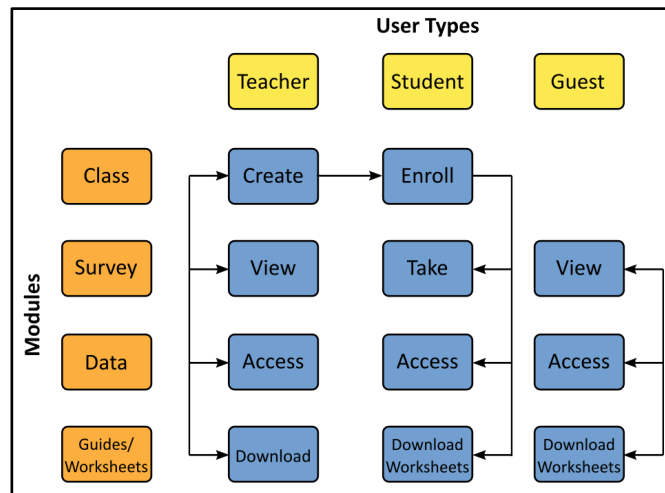 User Types
Teacher
Student
Guest
Modules
Class
Create
Enroll
Survey
View
Take
View
Data
Access
Access
Access
Guides/
Worksheets
Download
Download
Worksheets
Download
Worksheets